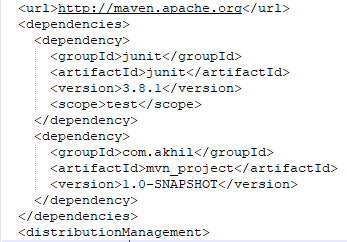 <url>http://maven.apache.org</url>
<dependencies>
<dependency>
<groupId>junit</groupId>
<artifactId>junit</artifactId>
<version>3.8.1</version>
<scope>test</scope>
</dependency>
<dependency>
<groupId>com.akhil</groupId>
<artifactId>mvn_project</artifactId>
<version>1.0-SNAPSHOT</version>
</dependency>
</dependencies>
<distributionManagement>